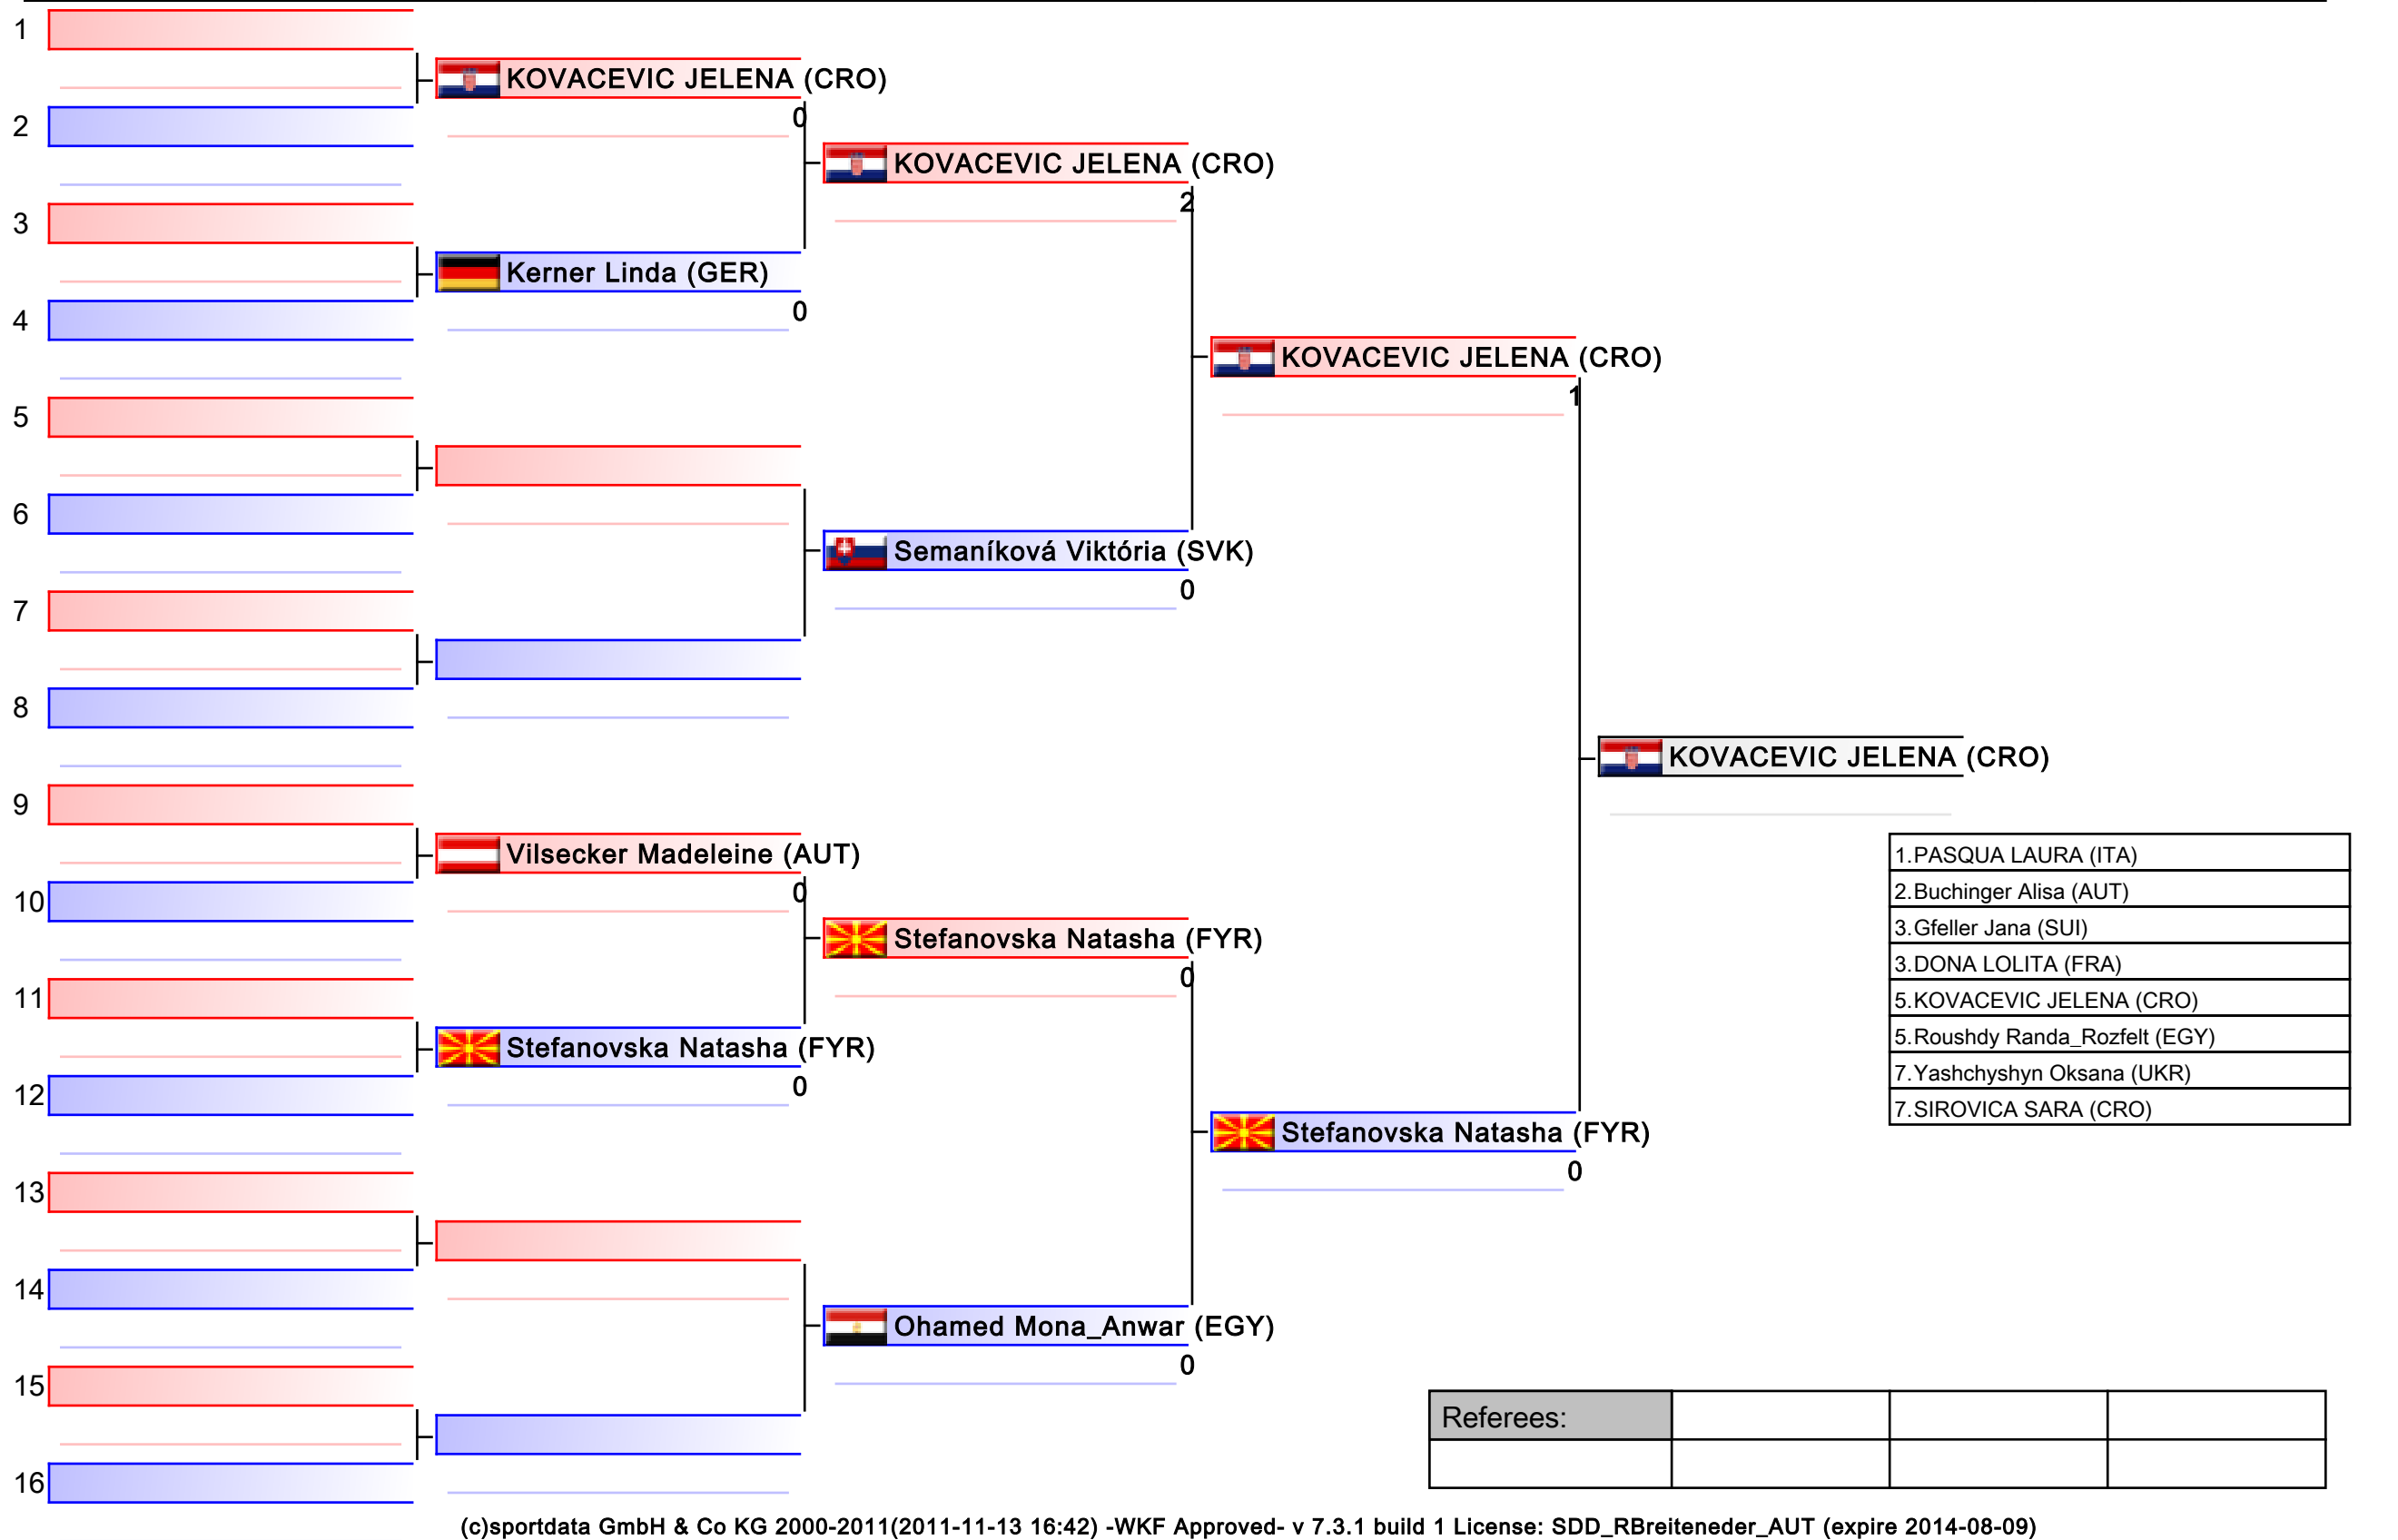 1
KOVACEVIC JELENA (CRO)
0
2
KOVACEVIC JELENA (CRO)
2
3
Kerner Linda (GER)
0
4
KOVACEVIC JELENA (CRO)
1
5
6
Semaníková Viktória (SVK)
0
7
8
KOVACEVIC JELENA (CRO)
9
Vilsecker Madeleine (AUT)
0
10
Stefanovska Natasha (FYR)
0
11
Stefanovska Natasha (FYR)
0
12
Stefanovska Natasha (FYR)
0
13
14
Ohamed Mona_Anwar (EGY)
0
15
16
1.PASQUA LAURA (ITA)
2.Buchinger Alisa (AUT)
3.Gfeller Jana (SUI)
3.DONA LOLITA (FRA)
5.KOVACEVIC JELENA (CRO)
5.Roushdy Randa_Rozfelt (EGY)
7.Yashchyshyn Oksana (UKR)
7.SIROVICA SARA (CRO)
Referees:
(c)sportdata GmbH & Co KG 2000-2011(2011-11-13 16:42) -WKF Approved- v 7.3.1 build 1 License: SDD_RBreiteneder_AUT (expire 2014-08-09)